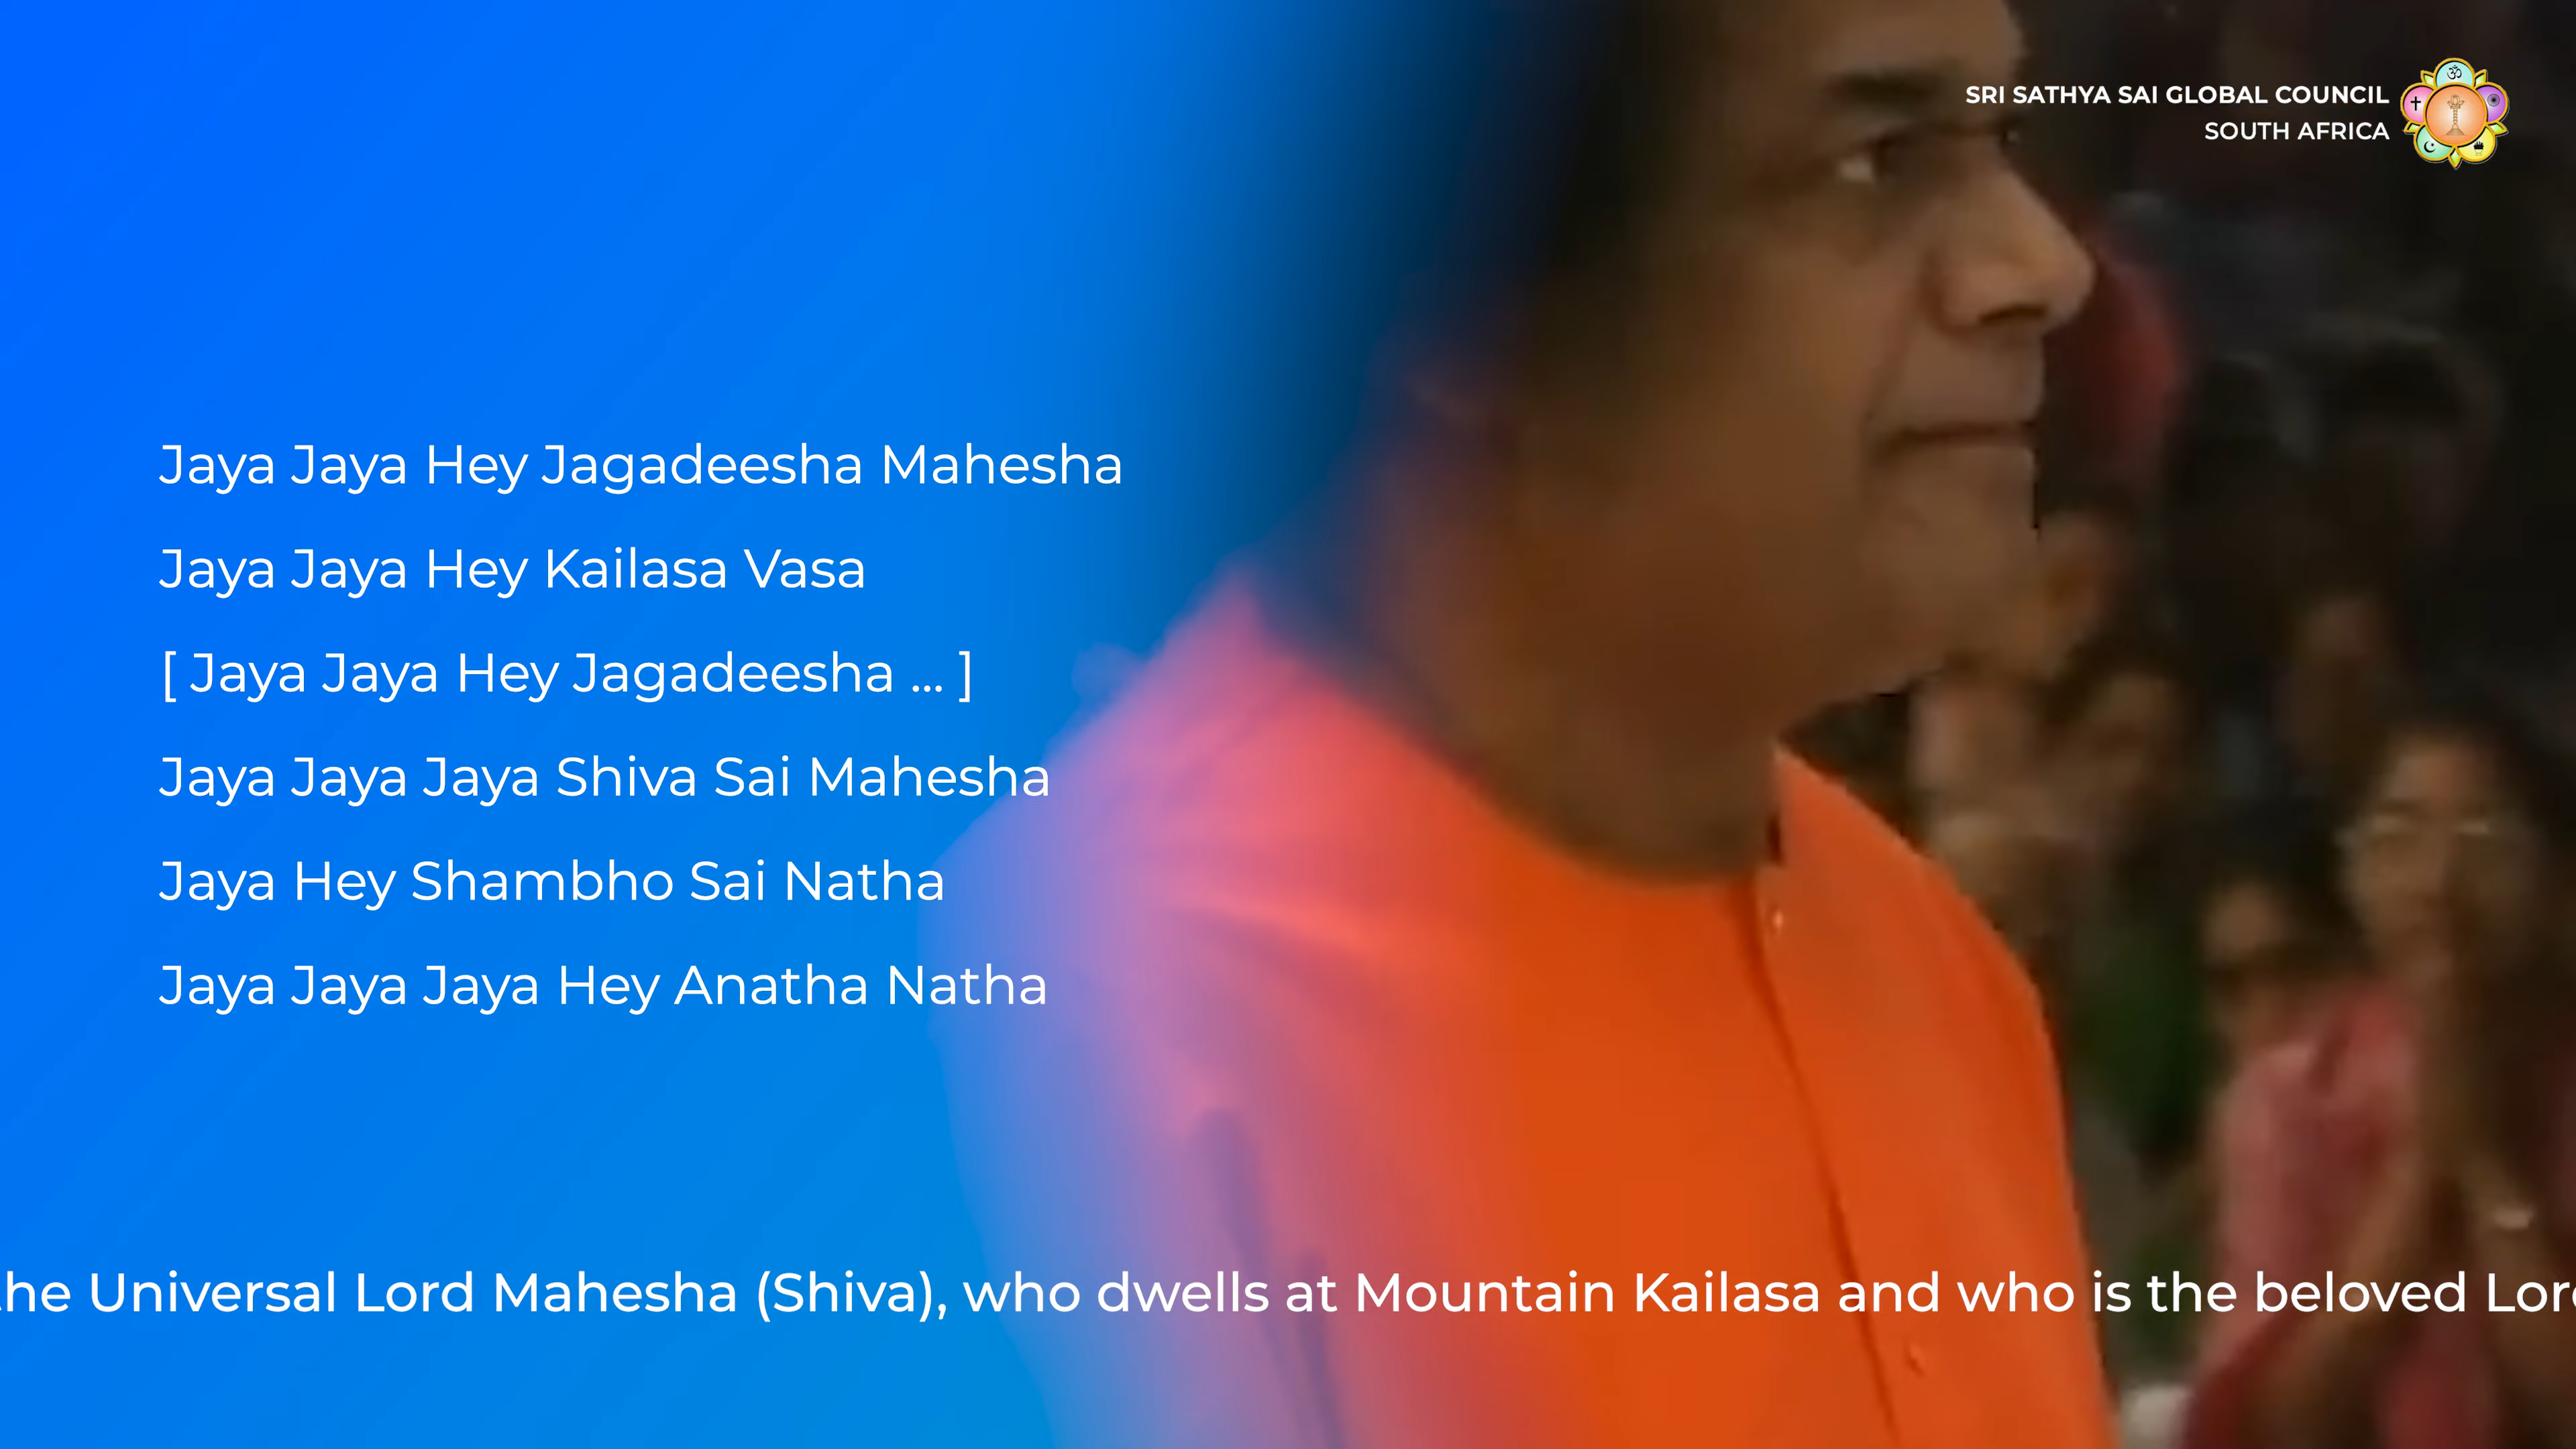 SRI SATHYA SAI GLOBAL COUNCIL
SOUTH AFRICA
Jaya Jaya Hey Jagadeesha Mahesha
Jaya Jaya Hey Kailasa Vasa
[ Jaya Jaya Hey Jagadeesha ... ]
Jaya Jaya Jaya Shiva Sai Mahesha
Jaya Hey Shambho Sai Natha
Jaya Jaya Jaya Hey Anatha Natha
he Universal Lord Mahesha (Shiva), who dwells at Mountain Kailasa and who is the beloved Lor